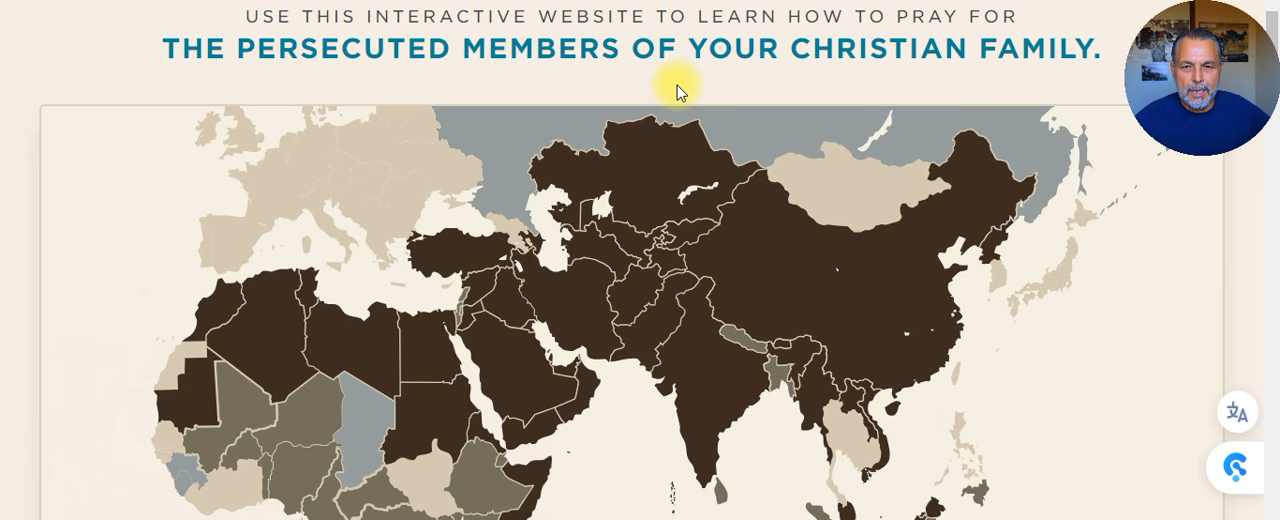 USE THIS INTERACTIVE WEBSITE TO LEARN HOW TO PRAY FOR
THE PERSECUTED MEMBERS OF YOUR CHRISTIAN FAMILY.